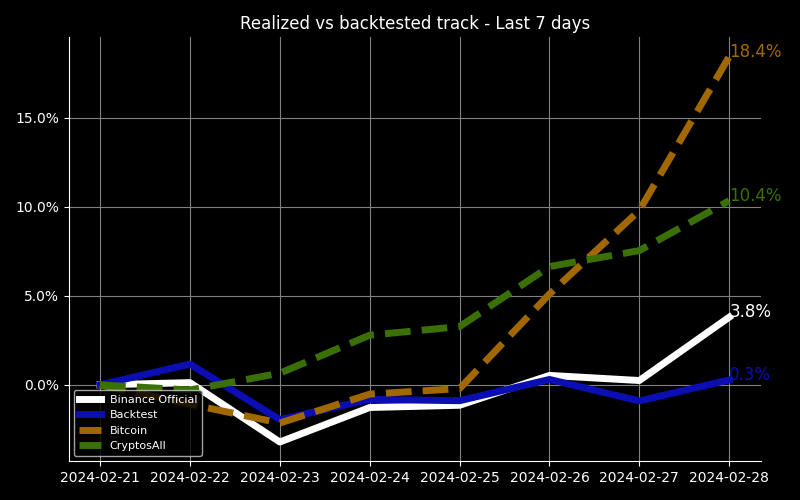 Realized vs backtested track - Last 7 days
18.4%
15.0%
10.4%
10.0%
5.0%
3.8%
0.3%
0.0%
Binance Official
Backtest
Bitcoin
CryptosAll
2024-02-21 2024-02-22 2024-02-23 2024-02-24 2024-02-25 2024-02-26 2024-02-27 2024-02-28